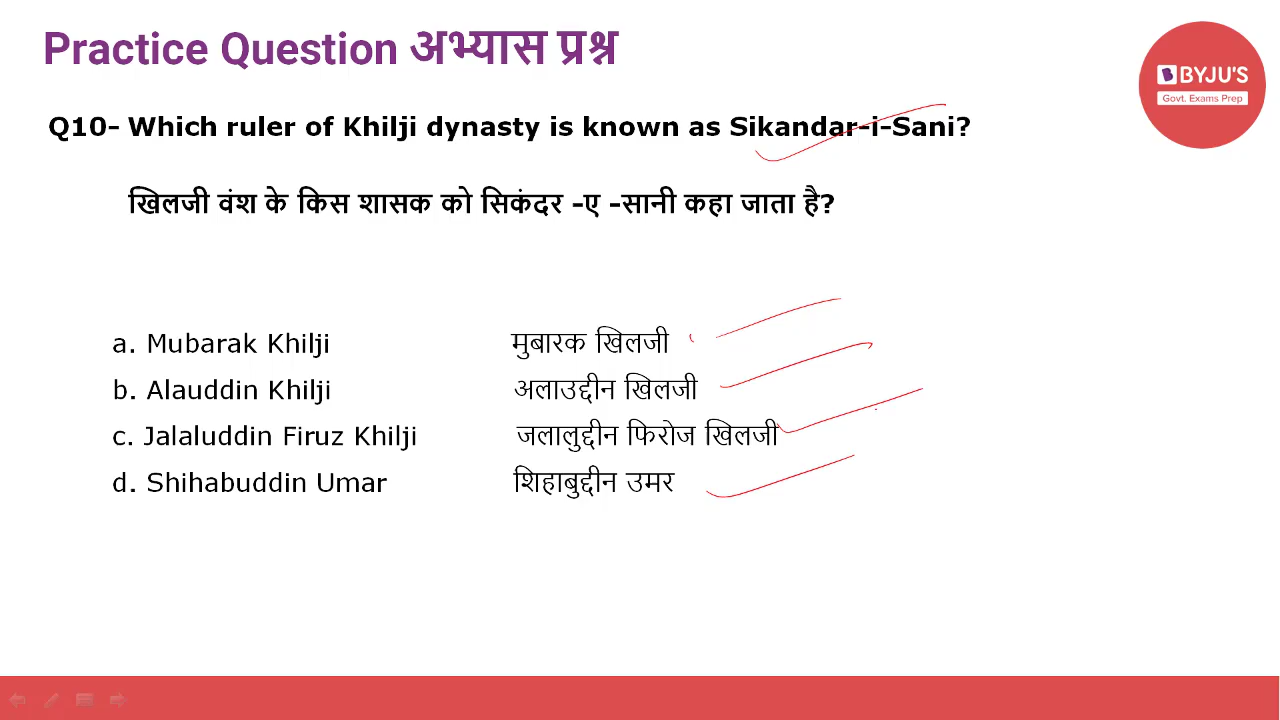 Practice Question अभ्यास प्रश्न
BYJU'S
Govt. Exams Prep
Q10- Which ruler of Khilji dynasty is known as Sikandar-i-Sani?
खिलजी वंश के किस शासक को सिकंदर -ए -सानी कहा जाता है?
a. Mubarak Khilji मुबारक खिलजी
b. Alauddin Khilji अलाउद्दीन खिलजी
c. Jalaluddin Firuz Khilji जलालुद्दीन फिरोज खिलजी
d. Shihabuddin Umar शिहाबुद्दीन उमर